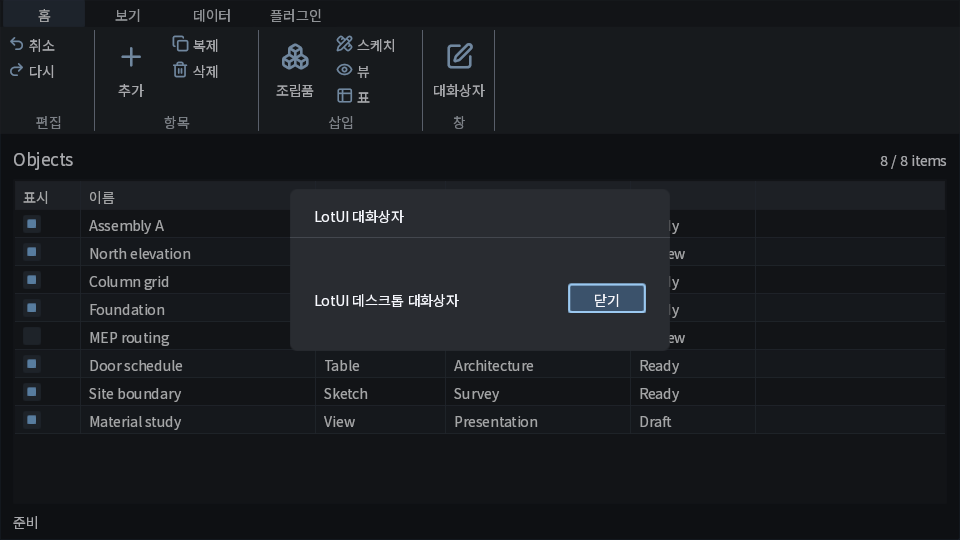 홈 보기 데이터 플러그인
취소
다시
편집
추가
복제
삭제
항목
조립품
스케치
뷰
표
삽입
대화상자
창
Objects 8 / 8 items
표시 이름
Assembly A
North elevation
Column grid
Foundation
MEP routing
Door schedule Table Architecture Ready
Site boundary Sketch Survey Ready
Material study View Presentation Draft
LotUI 대화상자
LotUI 데스크톱 대화상자 닫기
준비